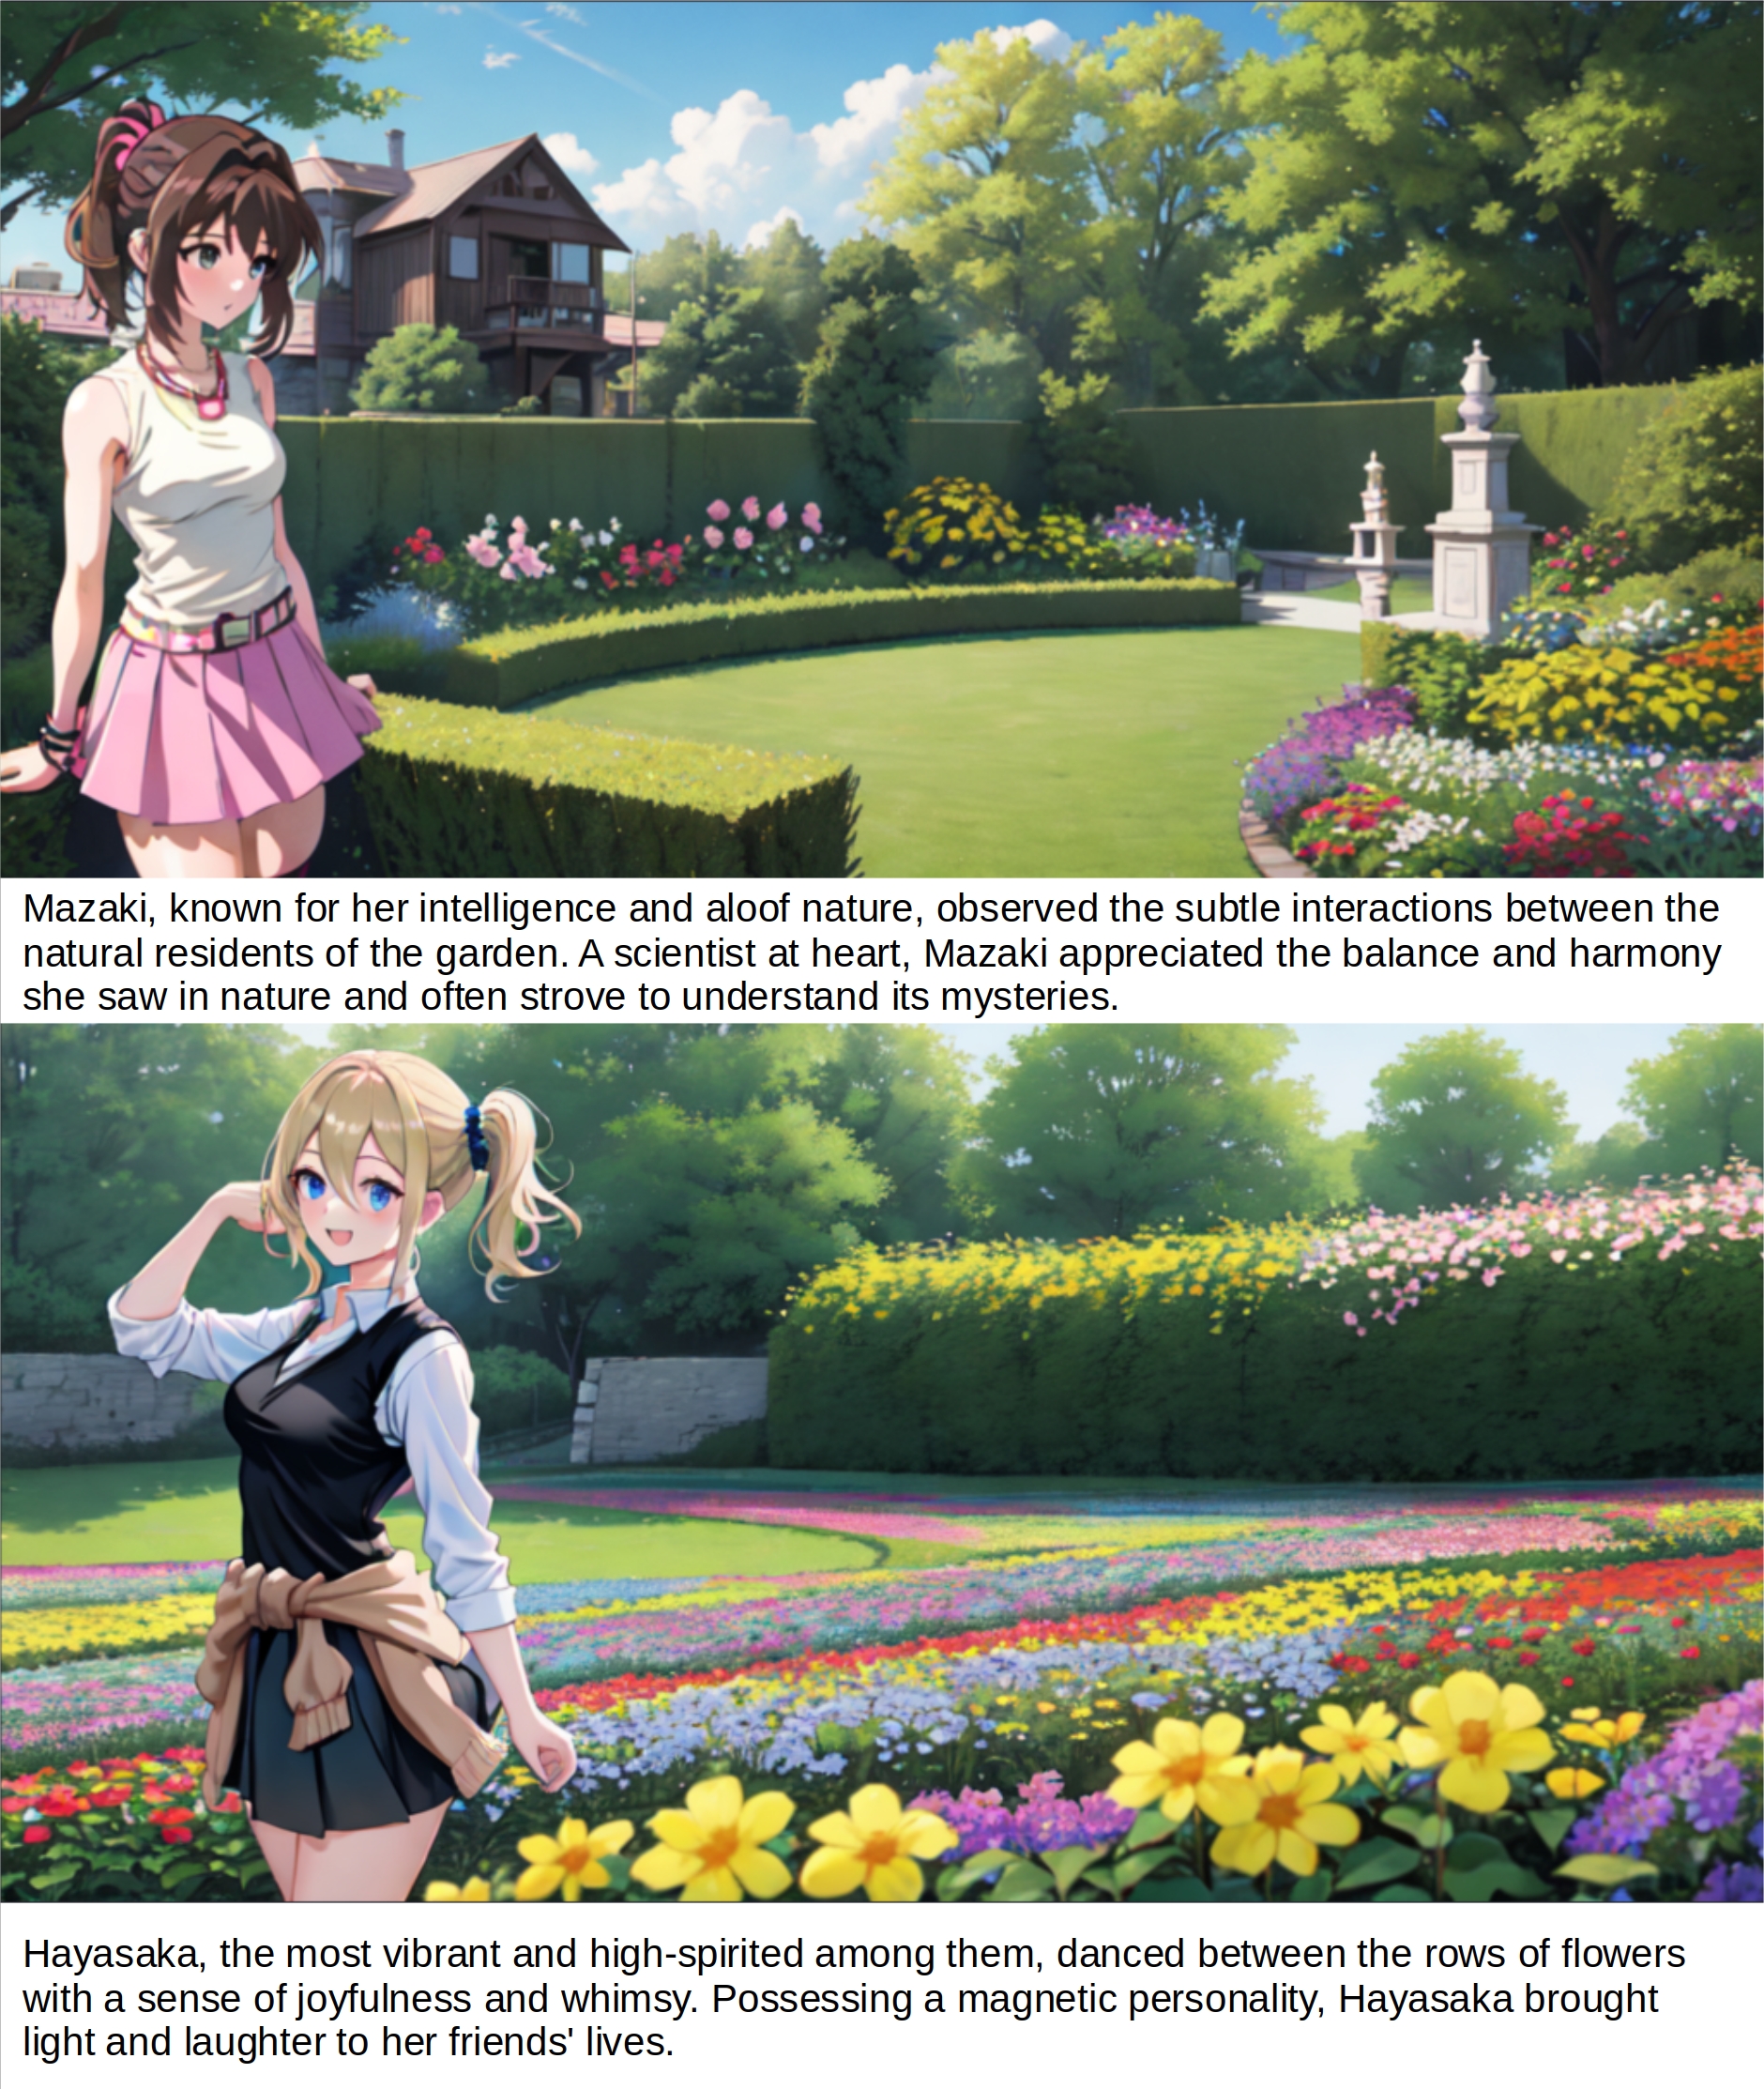 Mazaki, known for her intelligence and aloof nature, observed the subtle interactions between the
natural residents of the garden. A scientist at heart, Mazaki appreciated the balance and harmony
she saw in nature and often strove to understand its mysteries.
Hayasaka, the most vibrant and high-spirited among them, danced between the rows of flowers
with a sense of joyfulness and whimsy. Possessing a magnetic personality, Hayasaka brought
light and laughter to her friends' lives.